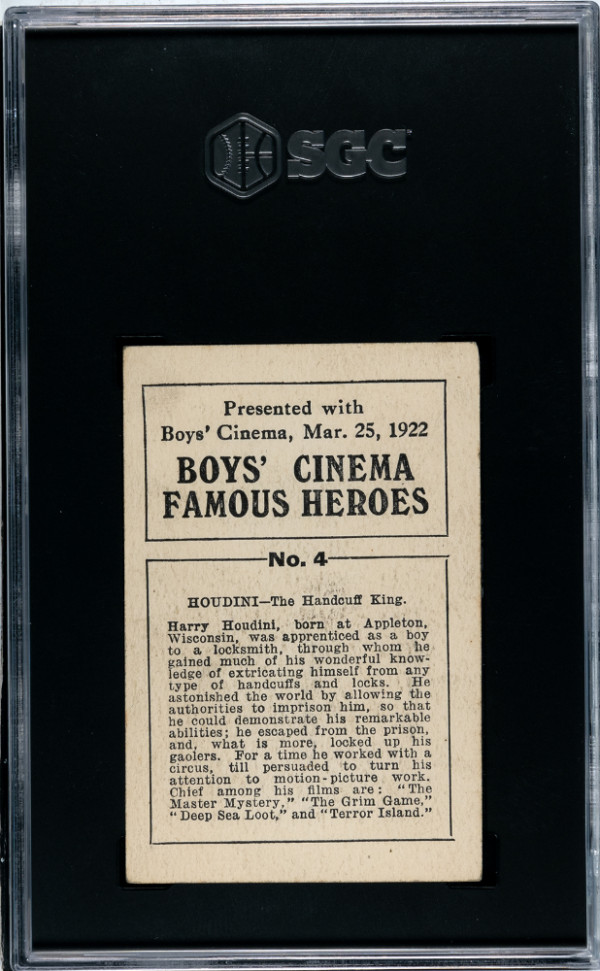 SGC
Presented with
Boys' Cinema, Mar. 25, 1922
BOYS' CINEMA
FAMOUS HEROES
No. 4
HOUDINI—The Handcuff King.
Harry Houdini, born at Appleton,
Wisconsin, was apprenticed as a boy
to a locksmith, through whom he
gained much of his wonderful know-
ledge of extricating himself from any
type of handcuffs and locks. He
astonished the world by allowing the
authorities to imprison him, so that
he could demonstrate his remarkable
abilities; he escaped from the prison,
and, what is more, locked up his
gaolers. For a time he worked with a
circus, till persuaded to turn his
attention to motion-picture work.
Chief among his films are: "The
Master Mystery," "The Grim Game,"
"Deep Sea Loot," and "Terror Island."